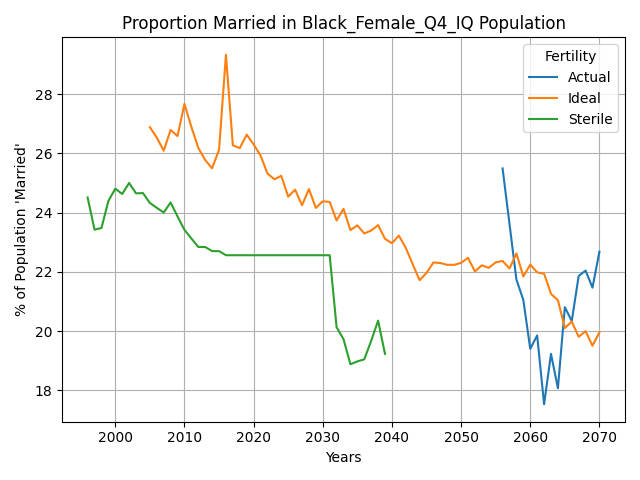 Proportion Married in Black_Female_Q4_IQ Population
Fertility
Actual
Ideal
Sterile
% of Population 'Married'
28
26
24
22
20
18
2000
2010
2020
2030
2040
2050
2060
2070
Years